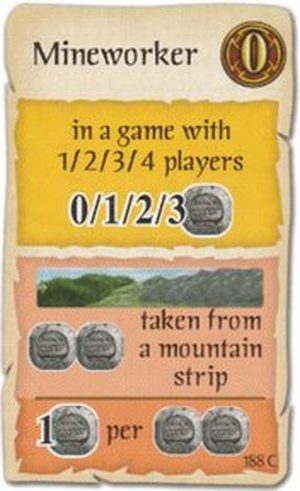 Mineworker 0
in a game with
1/2/3/4 players
0/1/2/3
taken from
a mountain
strip
1 per
188 C